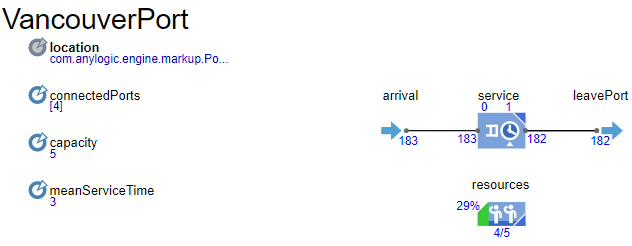 VancouverPort
location
com.anylogic.engine.markup.Po...
connectedPorts
[4]
capacity
5
meanServiceTime
3
arrival
service
leavePort
0 1
183
183
182
182
resources
29%
4/5